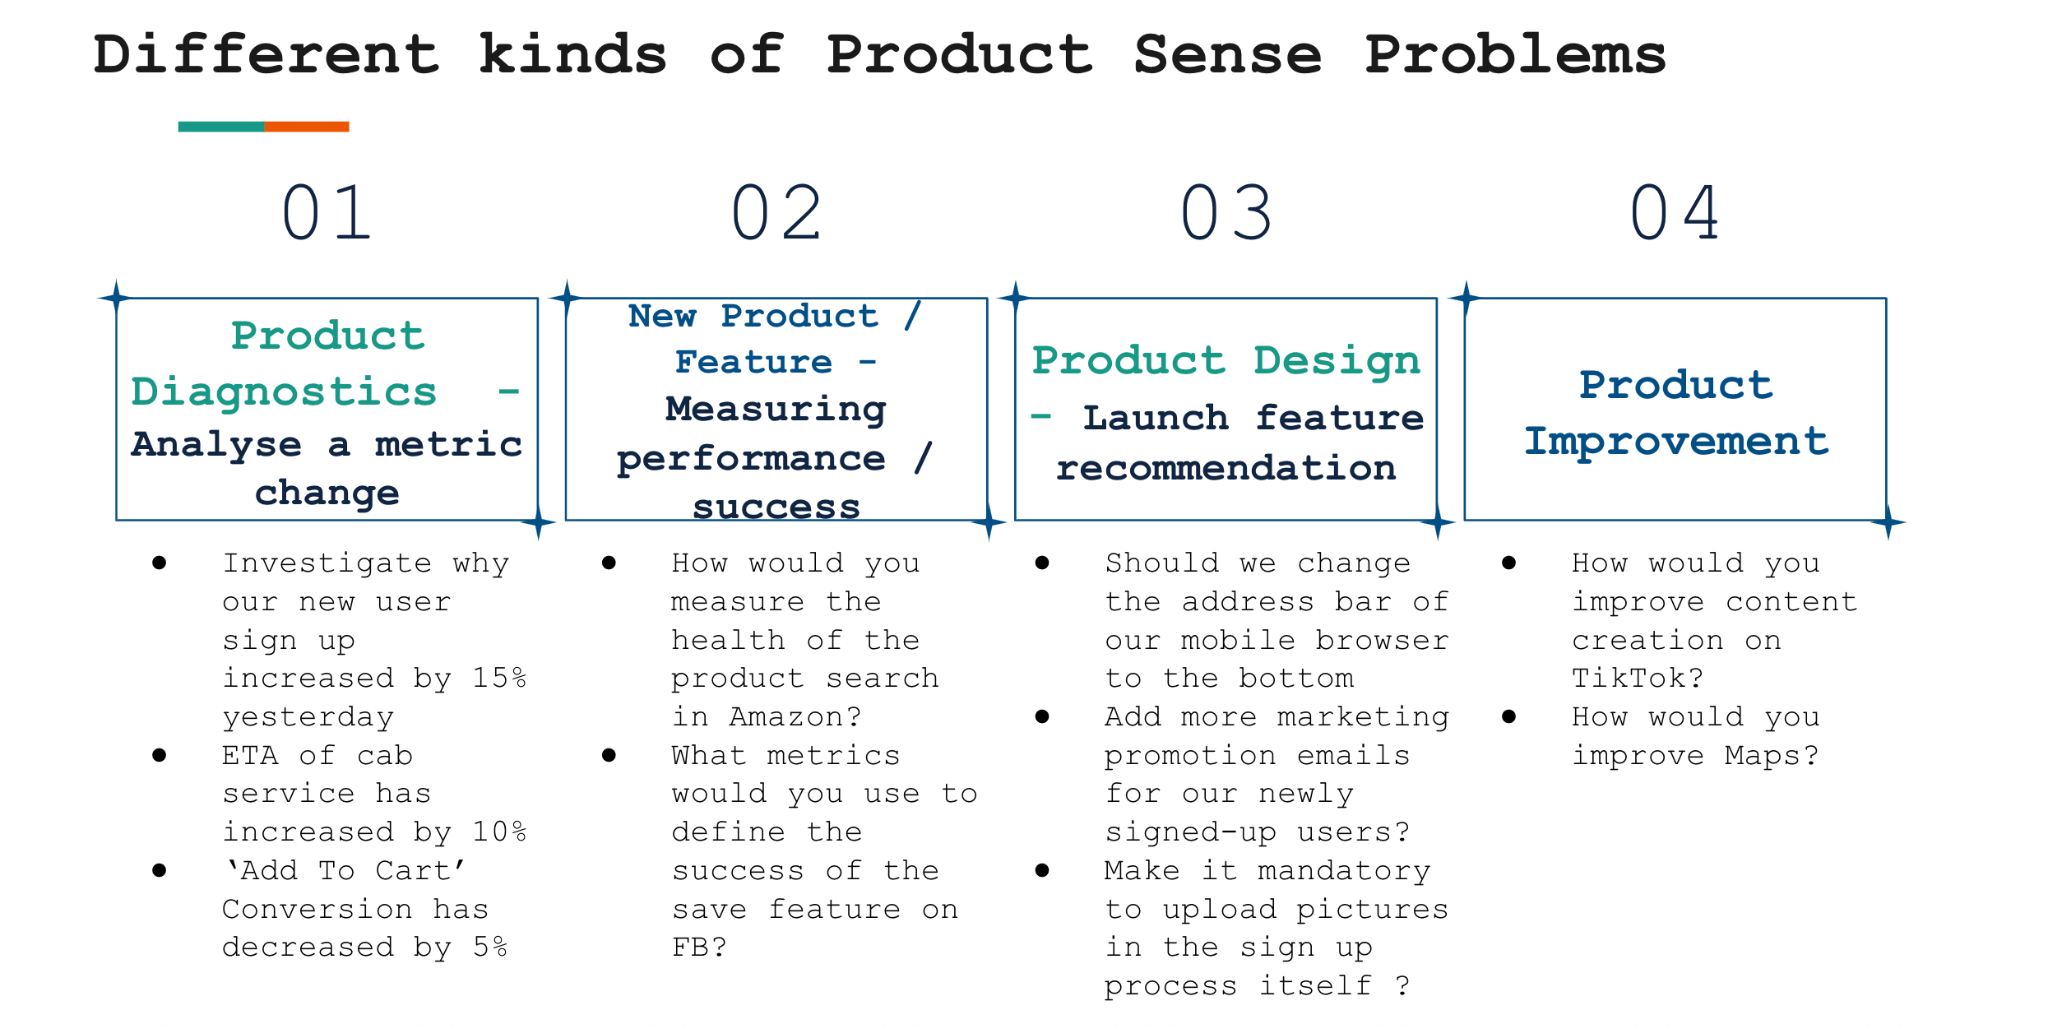 Different kinds of Product Sense Problems
01
Product
Diagnostics -
Analyse a metric
change
● Investigate why
our new user
sign up
increased by 15%
yesterday
● ETA of cab
service has
increased by 10%
● ‘Add To Cart’
Conversion has
decreased by 5%
02
New Product /
Feature -
Measuring
performance /
success
● How would you
measure the
health of the
product search
in Amazon?
● What metrics
would you use to
define the
success of the
save feature on
FB?
03
Product Design
- Launch feature
recommendation
● Should we change
the address bar of
our mobile browser
to the bottom
● Add more marketing
promotion emails
for our newly
signed-up users?
● Make it mandatory
to upload pictures
in the sign up
process itself ?
04
Product
Improvement
● How would you
improve content
creation on
TikTok?
● How would you
improve Maps?